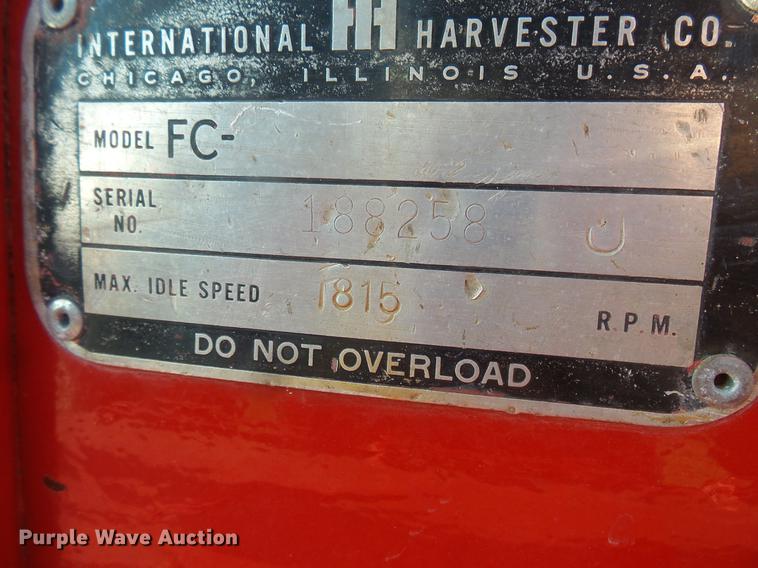 INTERNATIONAL IH HARVESTER CO.
CHICAGO, ILLINOIS U.S.A.
MODEL FC-
SERIAL NO. 188258 U
MAX. IDLE SPEED 1815 R.P.M.
DO NOT OVERLOAD
Purple Wave Auction